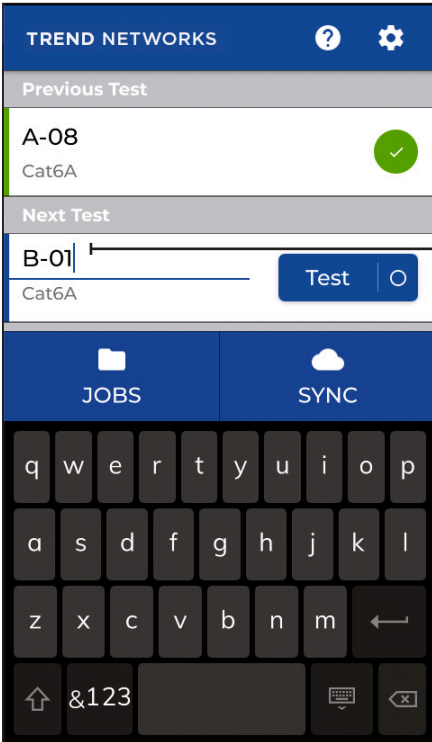 TREND NETWORKS ?
Previous Test
A-08
Cat6A
Next Test
B-01
Cat6A
Test
JOBS SYNC
q w e r t y u i o p
a s d f g h j k l
z x c v b n m
&123